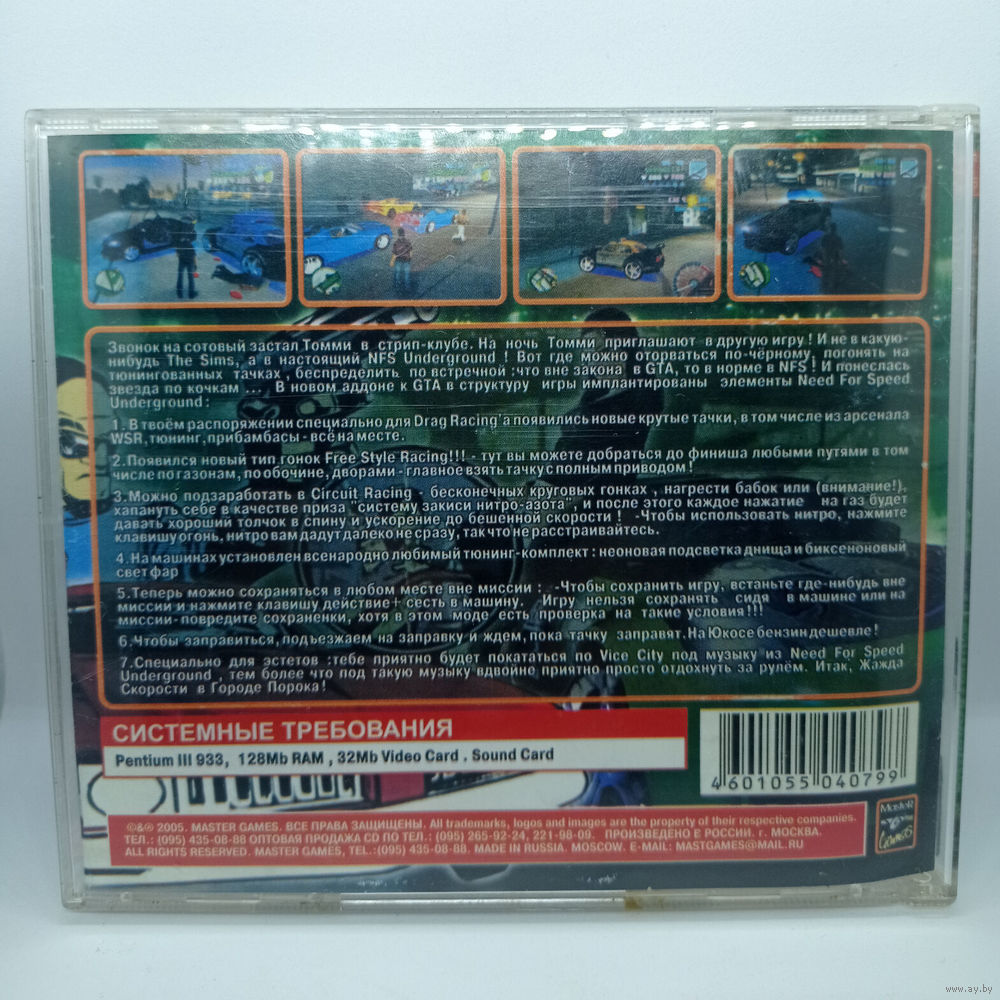 Звонок на сотовый застал Томми в стрип-клубе. На ночь Томми приглашают в другую игру ! И не в какую-
нибудь The Sims, а в настоящий NFS Underground ! Вот где можно оторваться по-чёрному, погонять на
тюнингованных тачках , беспределить по встречной :что вне закона в GTA, то в норме в NFS ! И понеслась
звезда по кочкам ... В новом аддоне к GTA в структуру игры имплантированы элементы Need For Speed
Underground :
1. В твоём распоряжении специально для Drag Racing'а появились новые крутые тачки, в том числе из арсенала
WSR, тюнинг, прибамбасы - всё на месте.
2.Появился новый тип гонок Free Style Racing!!! - тут вы можете добраться до финиша любыми путями в том
числе по газонам, по обочине, дворами - главное взять тачку с полным приводом !
3.Можно подзаработать в Circuit Racing - бесконечных круговых гонках , нагрести бабок или (внимание!),
хапануть себе в качестве приза "систему закиси нитро-азота", и после этого каждое нажатие на газ будет
давать хороший толчок в спину и ускорение до бешенной скорости ! -Чтобы использовать нитро, нажмите
клавишу огонь, нитро вам дадут далеко не сразу, так что не расстраивайтесь.
4.На машинах установлен всенародно любимый тюнинг-комплект : неоновая подсветка днища и биксеноновый
свет фар
5.Теперь можно сохраняться в любом месте вне миссии : -Чтобы сохранить игру, встаньте где-нибудь вне
миссии и нажмите клавишу действие+ сесть в машину. Игру нельзя сохранять сидя в машине или на
миссии-повредите сохраненки, хотя в этом моде есть проверка на такие условия!!!
6.Чтобы заправиться, подъезжаем на заправку и ждем, пока тачку заправят.На Юкосе бензин дешевле !
7.Специально для эстетов :тебе приятно будет покататься по Vice City под музыку из Need For Speed
Underground , тем более что под такую музыку вдвойне приятно просто отдохнуть за рулём. Итак, Жажда
Скорости в Городе Порока!
СИСТЕМНЫЕ ТРЕБОВАНИЯ
Pentium III 933, 128Mb RAM , 32Mb Video Card . Sound Card
4601055 040799
Master Games
©&℗ 2005. MASTER GAMES. ВСЕ ПРАВА ЗАЩИЩЕНЫ. All trademarks, logos and images are the property of their respective companies.
ТЕЛ.: (095) 435-08-88 ОПТОВАЯ ПРОДАЖА CD ПО ТЕЛ.: (095) 265-92-24, 221-98-09. ПРОИЗВЕДЕНО В РОССИИ. г. МОСКВА.
ALL RIGHTS RESERVED. MASTER GAMES, ТЕL.:(095) 435-08-88. MADE IN RUSSIA. MOSCOW. E-MAIL: MASTGAMES@MAIL.RU
www.ay.by